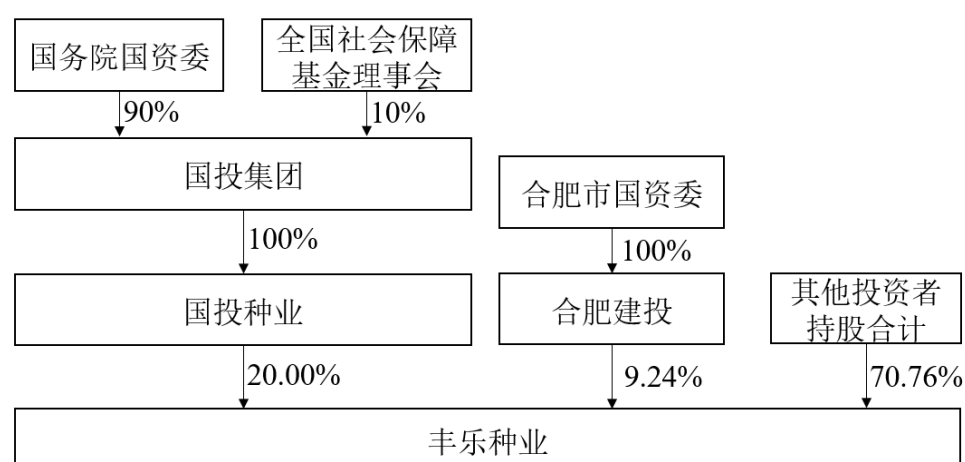 国务院国资委
全国社会保障
基金理事会
90%
10%
国投集团
合肥市国资委
100%
100%
国投种业
合肥建投
其他投资者
持股合计
20.00%
9.24%
70.76%
丰乐种业